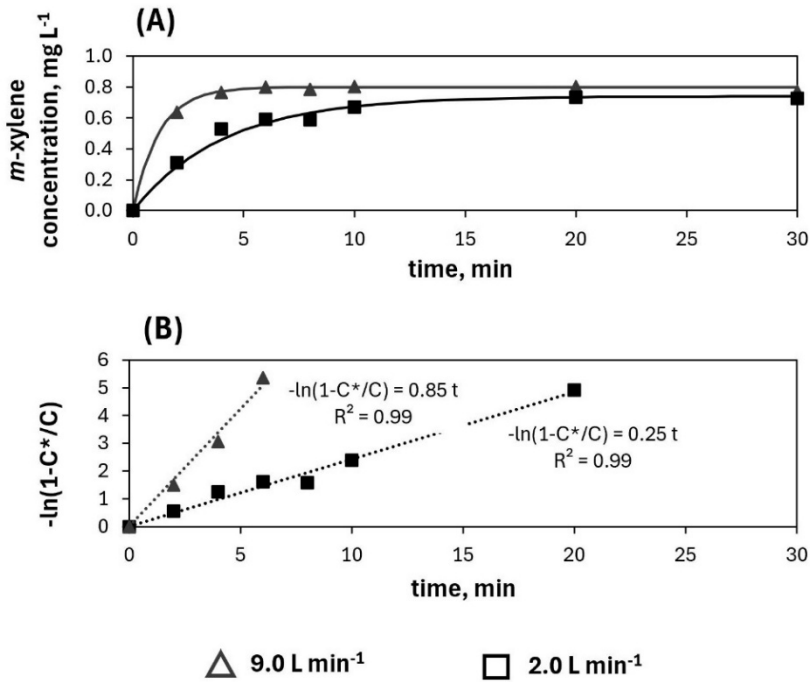 (A)
m-xylene
concentration, mg L⁻¹
1.0
0.8
0.6
0.4
0.2
0.0
0 5 10 15 20 25 30
time, min
(B)
-ln(1-C*/C)
6
5
4
3
2
1
0
-ln(1-C*/C) = 0.85 t
R² = 0.99
-ln(1-C*/C) = 0.25 t
R² = 0.99
0 5 10 15 20 25 30
time, min
9.0 L min⁻¹ 2.0 L min⁻¹